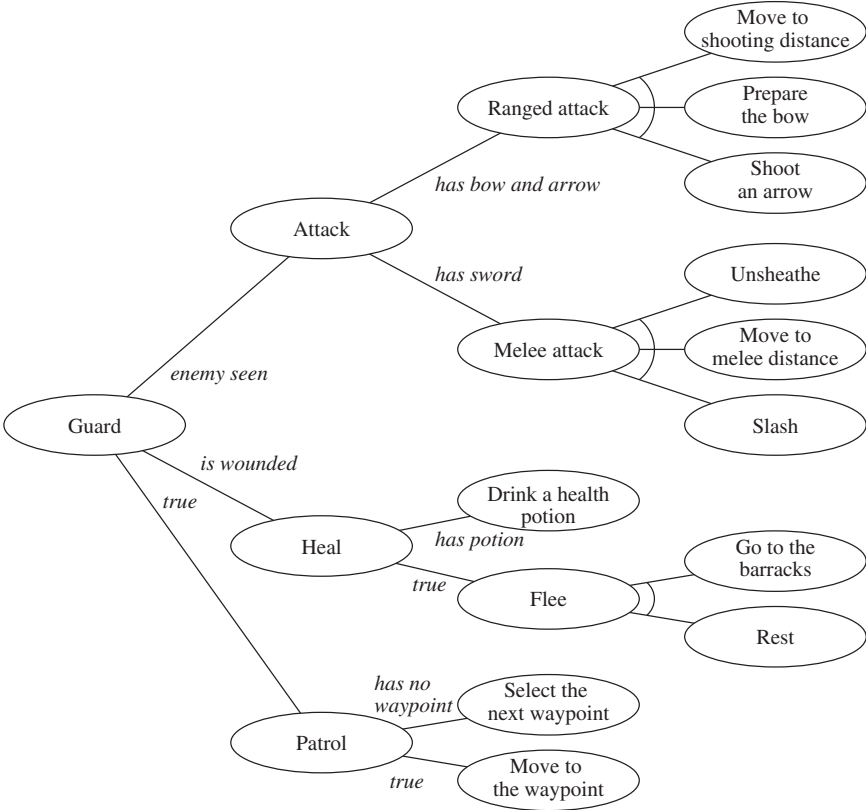 Move to
shooting distance
Ranged attack
Prepare
the bow
Shoot
an arrow
has bow and arrow
Attack
has sword
Unsheathe
Melee attack
Move to
melee distance
Slash
enemy seen
Guard
is wounded
true
Drink a health
potion
has potion
Heal
true
Flee
Go to the
barracks
Rest
has no
waypoint
Select the
next waypoint
Patrol
true
Move to
the waypoint